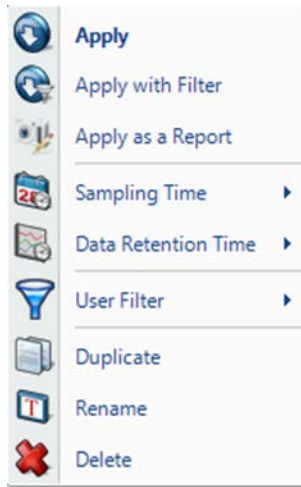 Apply
Apply with Filter
Apply as a Report
Sampling Time
Data Retention Time
User Filter
Duplicate
Rename
Delete